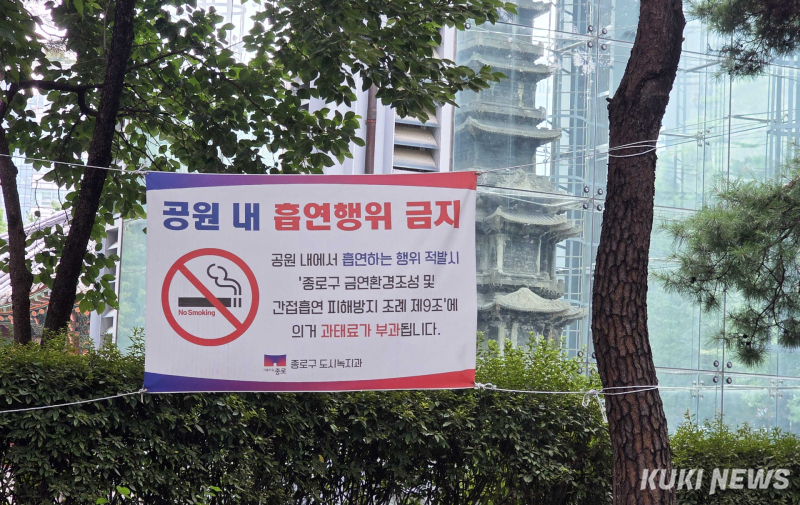 공원 내 흡연행위 금지
공원 내에서 흡연하는 행위 적발시
'종로구 금연환경조성 및
간접흡연 피해방지 조례 제9조'에
의거 과태료가 부과됩니다.
No Smoking
종로
종로구 도시녹지과
KUKI NEWS